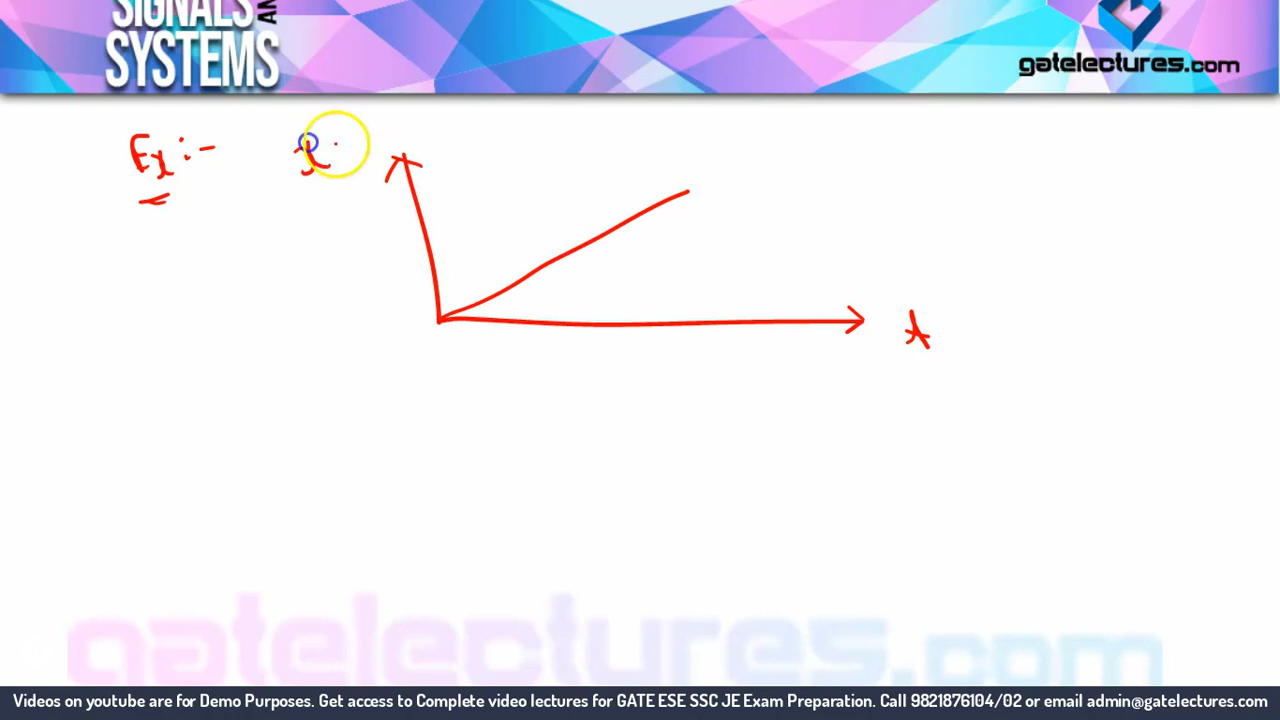 SIGNALS AND
SYSTEMS
gatelectures.com
Ex:- x
t
gatelectures.com
Videos on youtube are for Demo Purposes. Get access to Complete video lectures for GATE ESE SSC JE Exam Preparation. Call 9821876104/02 or email admin@gatelectures.com